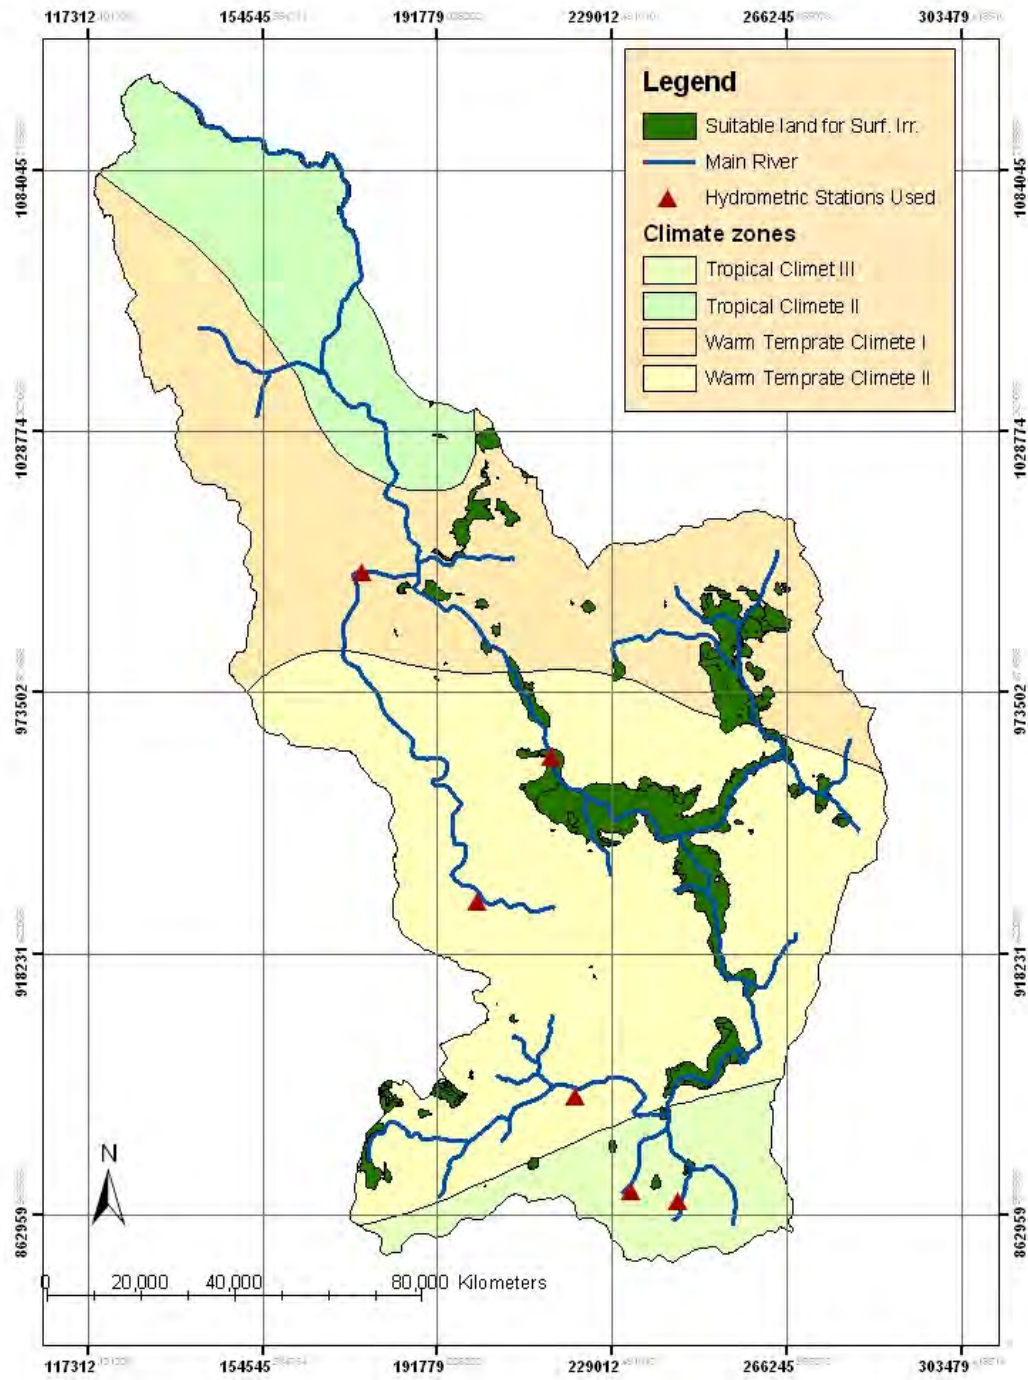 117312 154545 191779 229012 266245 303479
Legend
Suitable land for Surf. Irr.
Main River
Hydrometric Stations Used
Climate zones
Tropical Climet III
Tropical Climete II
Warm Temprate Climete I
Warm Temprate Climete II
1084045 1084045
1028774 1028774
973502 973502
918231 918231
862959 862959
N
0 20,000 40,000 80,000 Kilometers
117312 154545 191779 229012 266245 303479